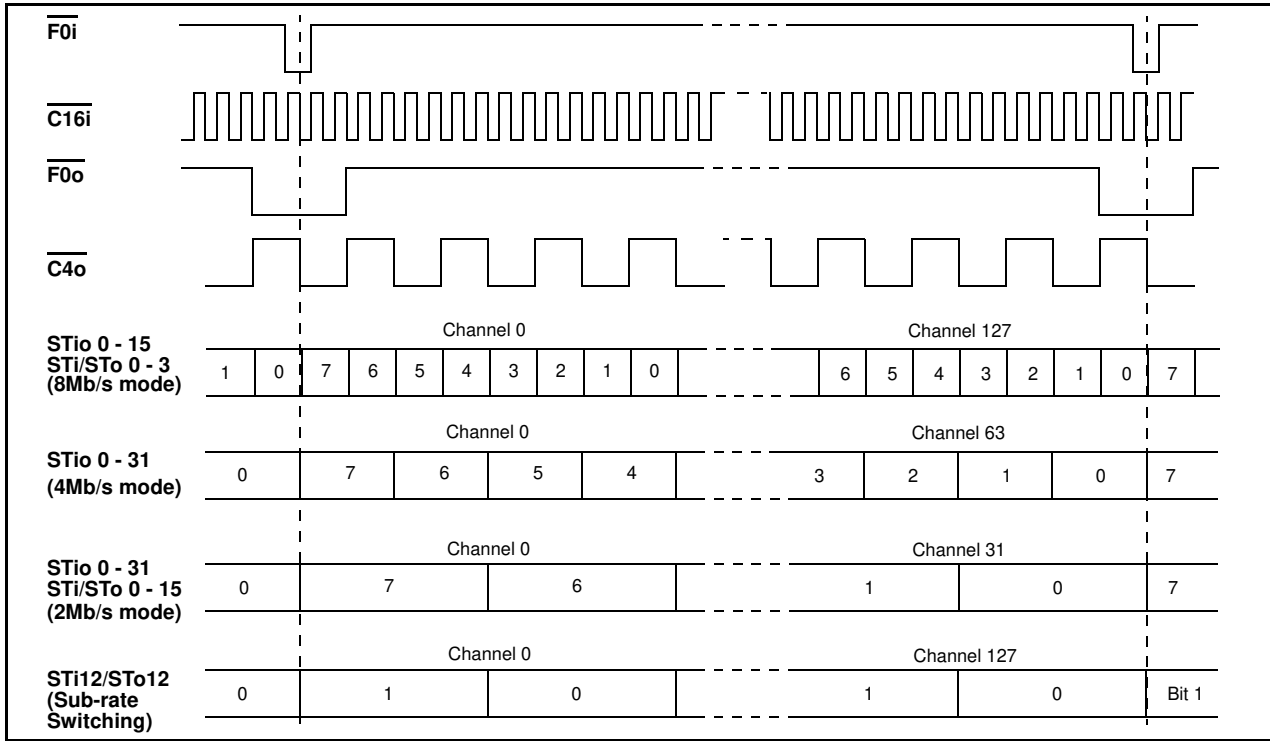 F0i
C16i
F0o
C4o
Channel 0 Channel 127
STio 0 - 15
STi/STo 0 - 3
(8Mb/s mode)
1 0 7 6 5 4 3 2 1 0 6 5 4 3 2 1 0 7
Channel 0 Channel 63
STio 0 - 31
(4Mb/s mode)
0 7 6 5 4 3 2 1 0 7
Channel 0 Channel 31
STio 0 - 31
STi/STo 0 - 15
(2Mb/s mode)
0 7 6 1 0 7
Channel 0 Channel 127
STi12/STo12
(Sub-rate
Switching)
0 1 0 1 0 Bit 1